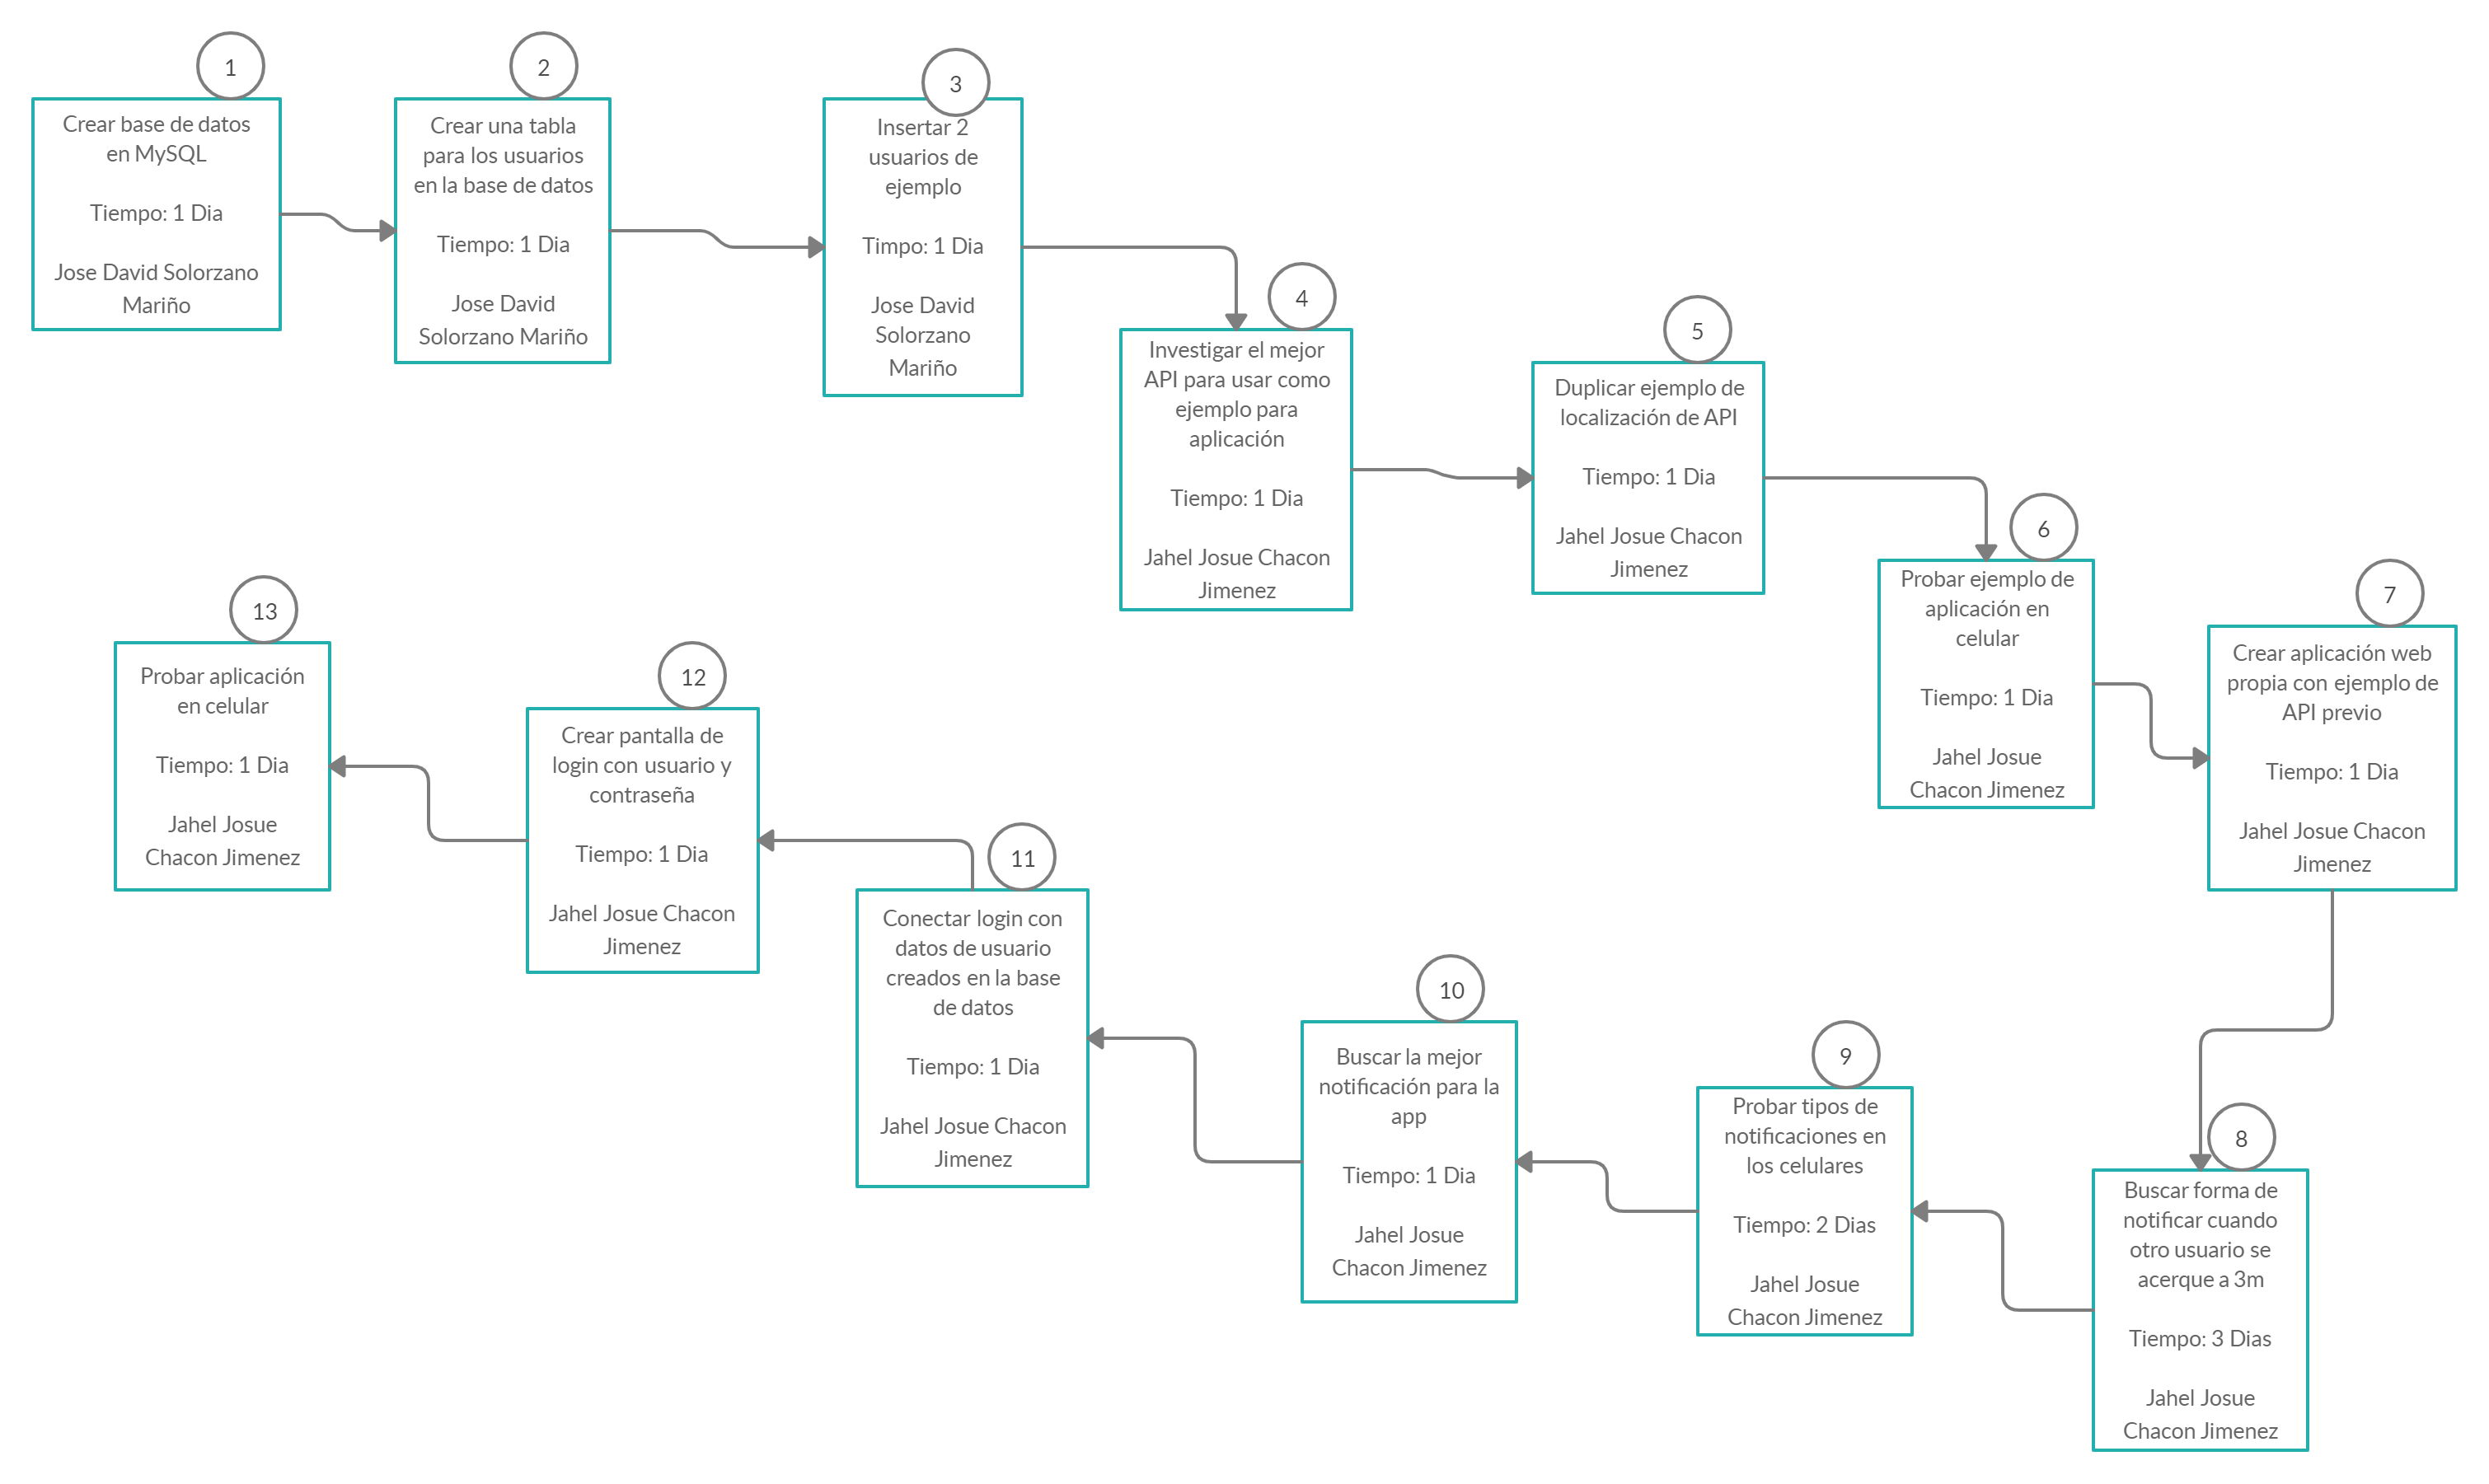 1
Crear base de datos
en MySQL
Tiempo: 1 Dia
Jose David Solorzano
Mariño
2
Crear una tabla
para los usuarios
en la base de datos
Tiempo: 1 Dia
Jose David
Solorzano Mariño
3
Insertar 2
usuarios de
ejemplo
Timpo: 1 Dia
Jose David
Solorzano
Mariño
4
Investigar el mejor
API para usar como
ejemplo para
aplicación
Tiempo: 1 Dia
Jahel Josue Chacon
Jimenez
5
Duplicar ejemplo de
localización de API
Tiempo: 1 Dia
Jahel Josue Chacon
Jimenez
6
Probar ejemplo de
aplicación en
celular
Tiempo: 1 Dia
Jahel Josue
Chacon Jimenez
7
Crear aplicación web
propia con ejemplo de
API previo
Tiempo: 1 Dia
Jahel Josue Chacon
Jimenez
8
Buscar forma de
notificar cuando
otro usuario se
acerque a 3m
Tiempo: 3 Dias
Jahel Josue
Chacon Jimenez
9
Probar tipos de
notificaciones en
los celulares
Tiempo: 2 Dias
Jahel Josue
Chacon Jimenez
10
Buscar la mejor
notificación para la
app
Tiempo: 1 Dia
Jahel Josue
Chacon Jimenez
11
Conectar login con
datos de usuario
creados en la base
de datos
Tiempo: 1 Dia
Jahel Josue Chacon
Jimenez
12
Crear pantalla de
login con usuario y
contraseña
Tiempo: 1 Dia
Jahel Josue Chacon
Jimenez
13
Probar aplicación
en celular
Tiempo: 1 Dia
Jahel Josue
Chacon Jimenez